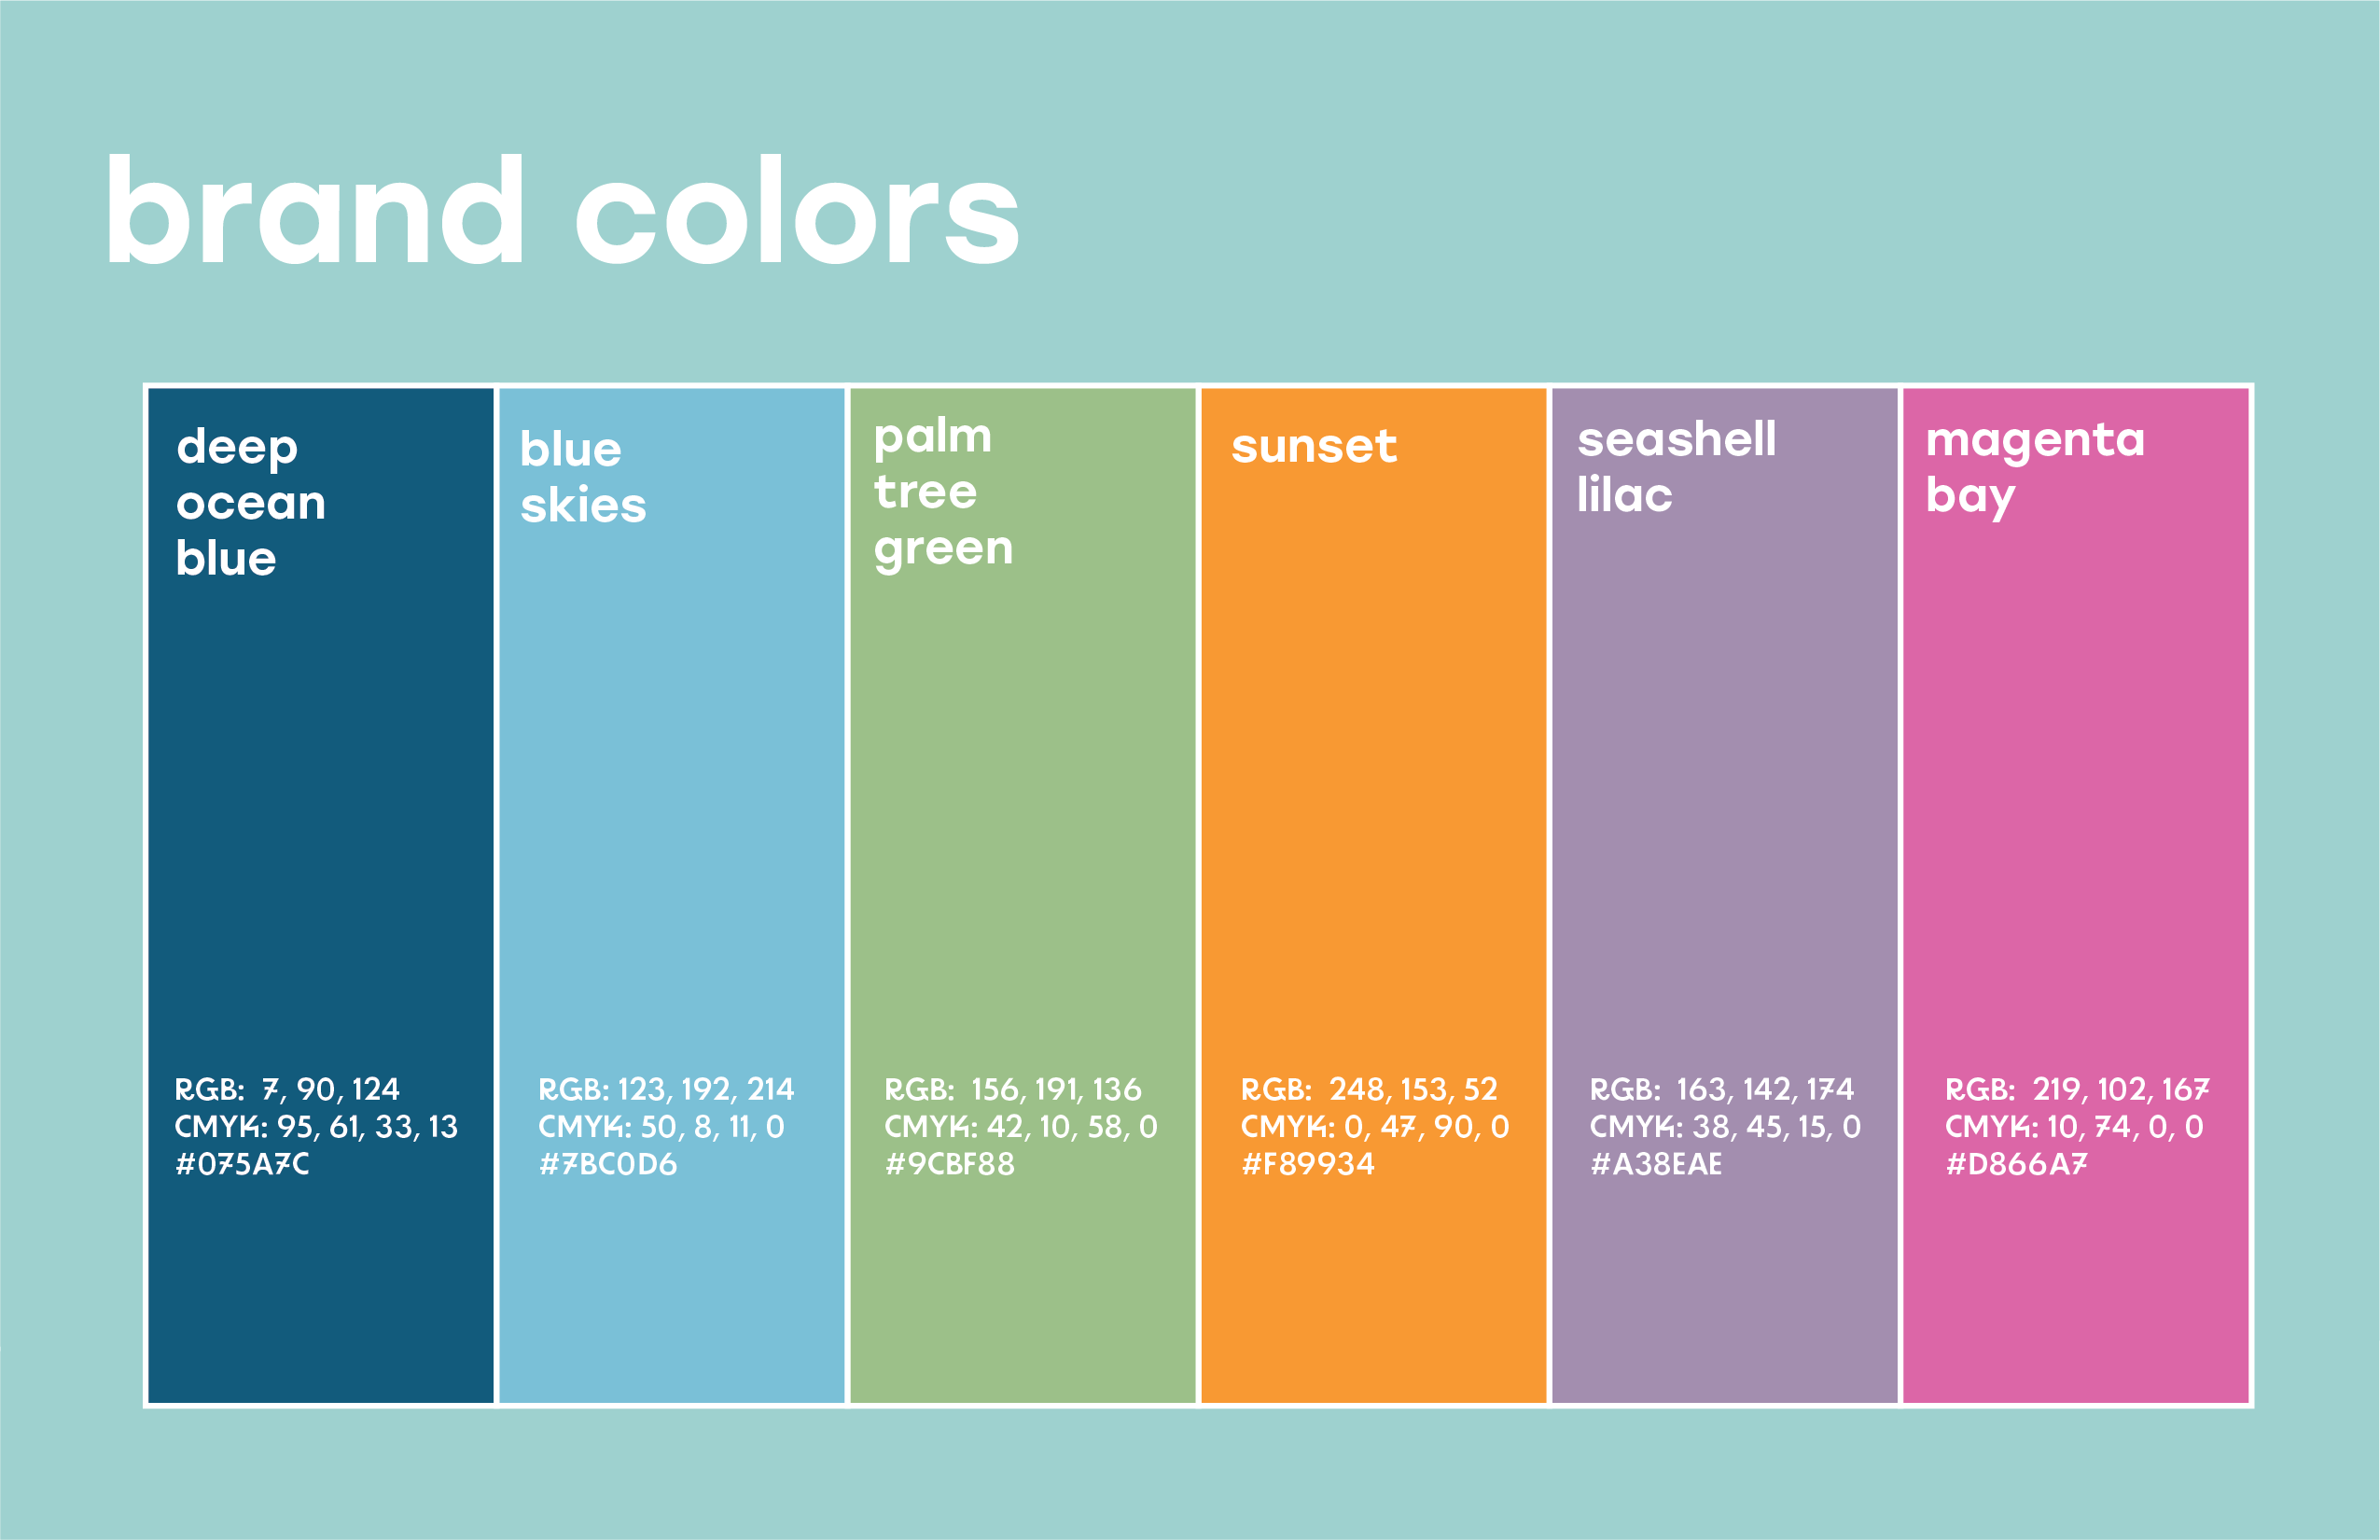 brand colors
deep
ocean
blue
RGB: 7, 90, 124
CMYK: 95, 61, 33, 13
#075A7C
blue
skies
RGB: 123, 192, 214
CMYK: 50, 8, 11, 0
#7BC0D6
palm
tree
green
RGB: 156, 191, 136
CMYK: 42, 10, 58, 0
#9CBF88
sunset
RGB: 248, 153, 52
CMYK: 0, 47, 90, 0
#F89934
seashell
lilac
RGB: 163, 142, 174
CMYK: 38, 45, 15, 0
#A38EAE
magenta
bay
RGB: 219, 102, 167
CMYK: 10, 74, 0, 0
#D866A7